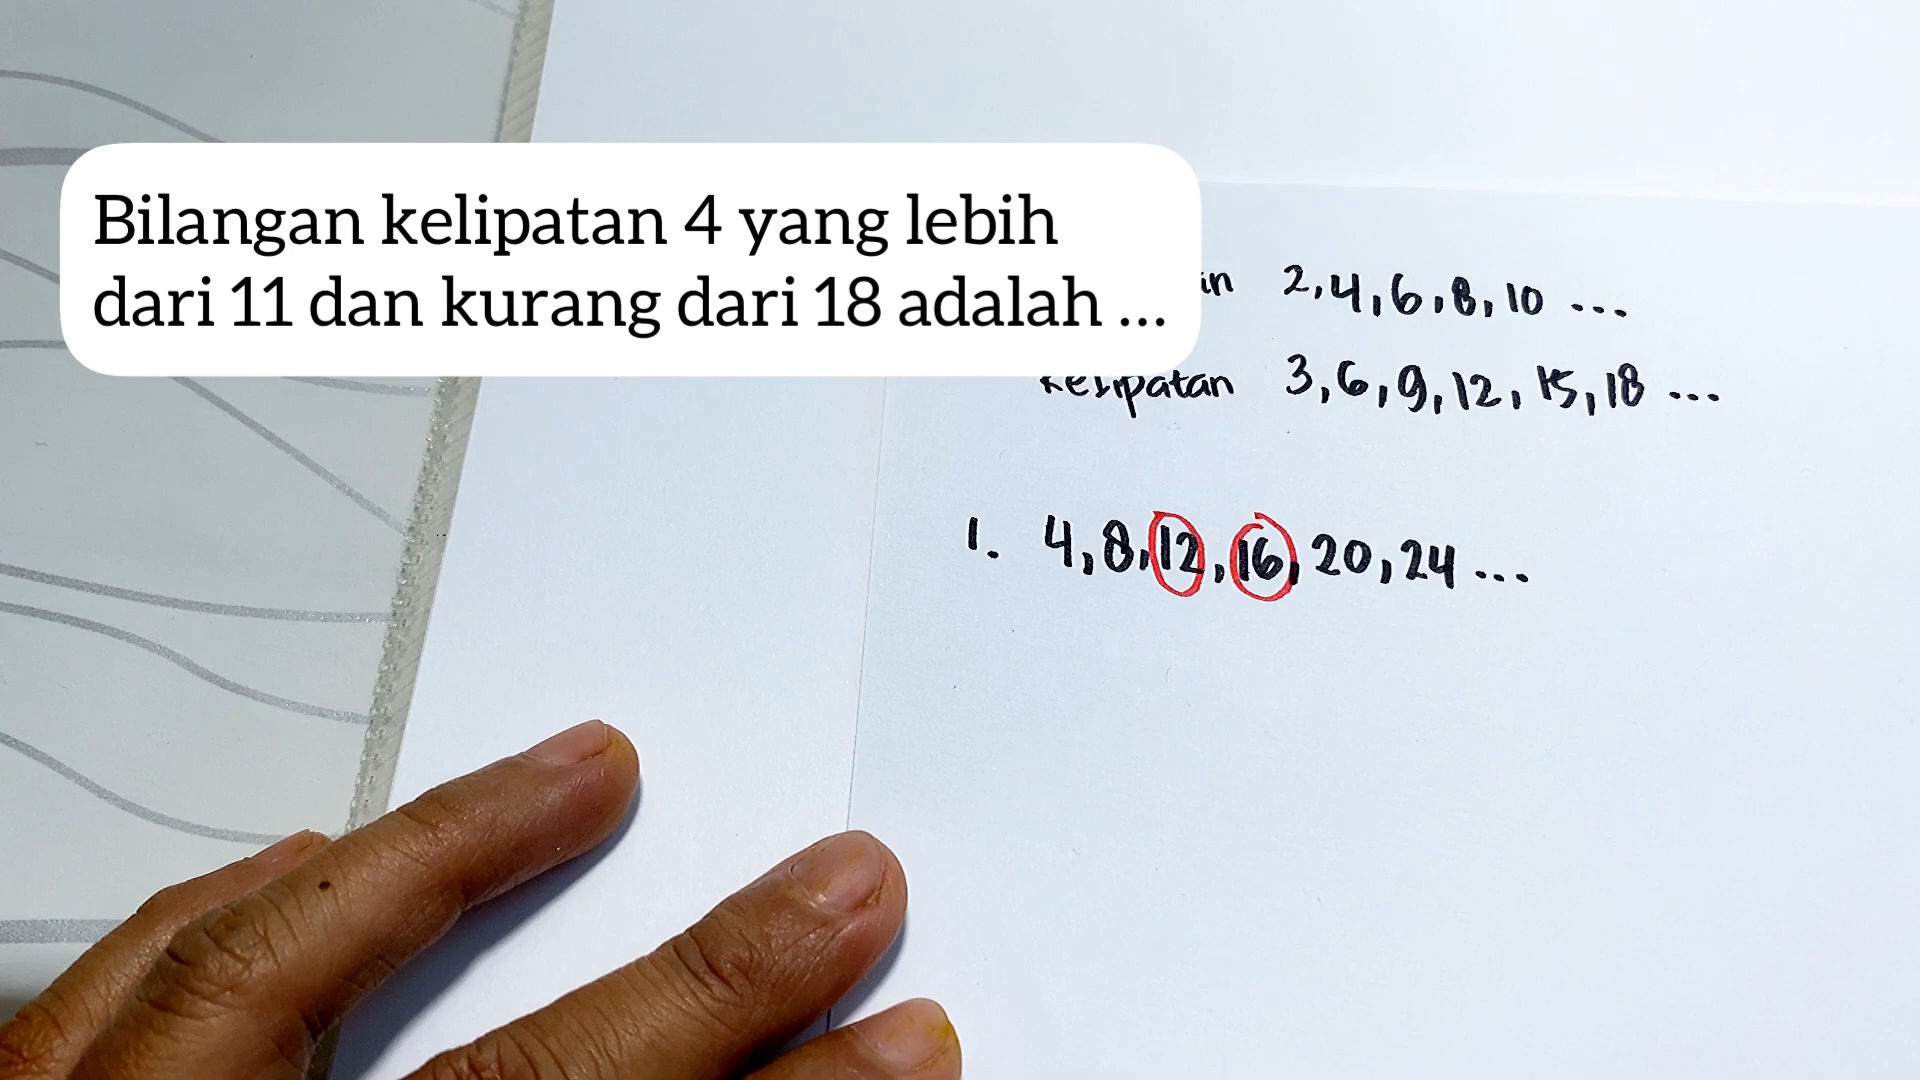 Bilangan kelipatan 4 yang lebih
dari 11 dan kurang dari 18 adalah ...
2, 4, 6, 8, 10 ...
Kelipatan 3, 6, 9, 12, 15, 18 ...
1. 4, 8, 12, 16, 20, 24 ...